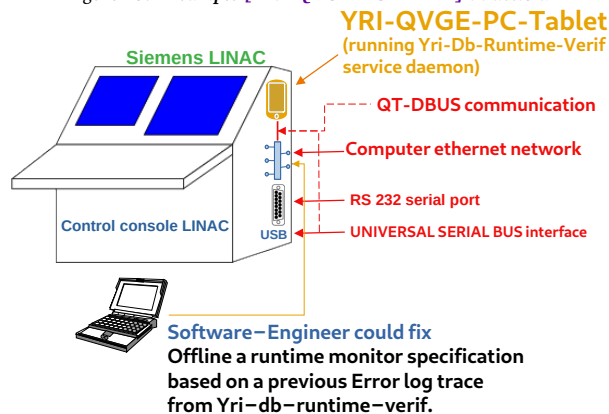 YRI-QVGE-PC-Tablet
(running Yri-Db-Runtime-Verif
service daemon)
Siemens LINAC
QT-DBUS communication
Computer ethernet network
RS 232 serial port
Control console LINAC
USB
UNIVERSAL SERIAL BUS interface
Software−Engineer could fix
Offline a runtime monitor specification
based on a previous Error log trace
from Yri−db−runtime−verif.